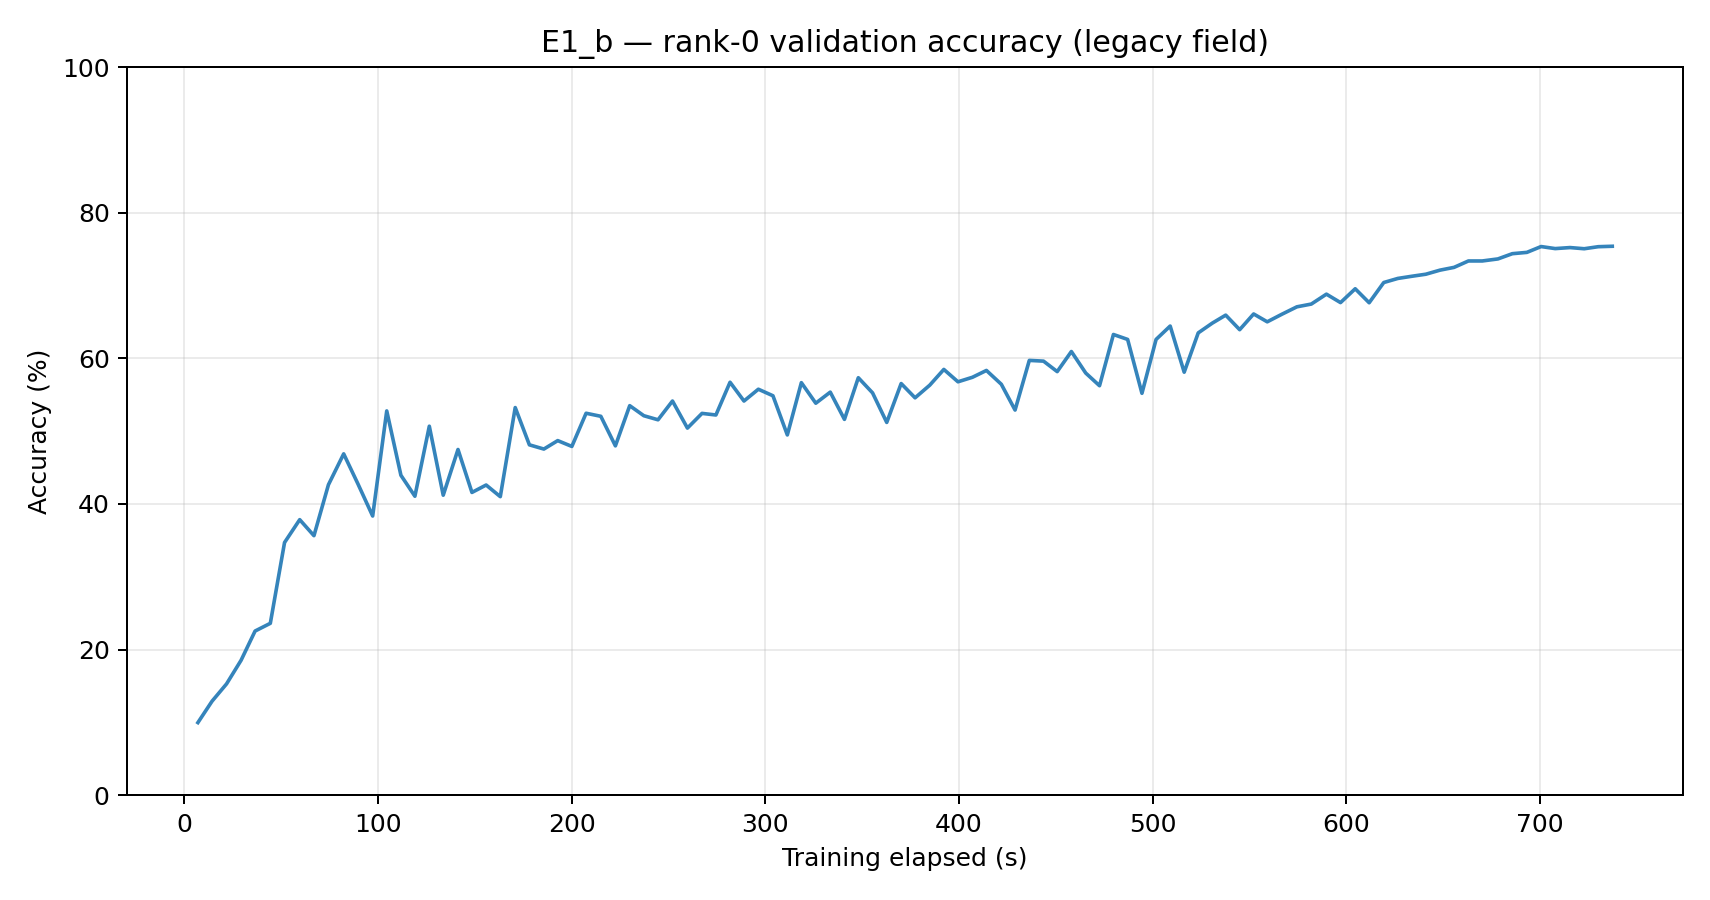 E1_b — rank-0 validation accuracy (legacy field)
100
80
60
40
20
0
Accuracy (%)
0 100 200 300 400 500 600 700
Training elapsed (s)